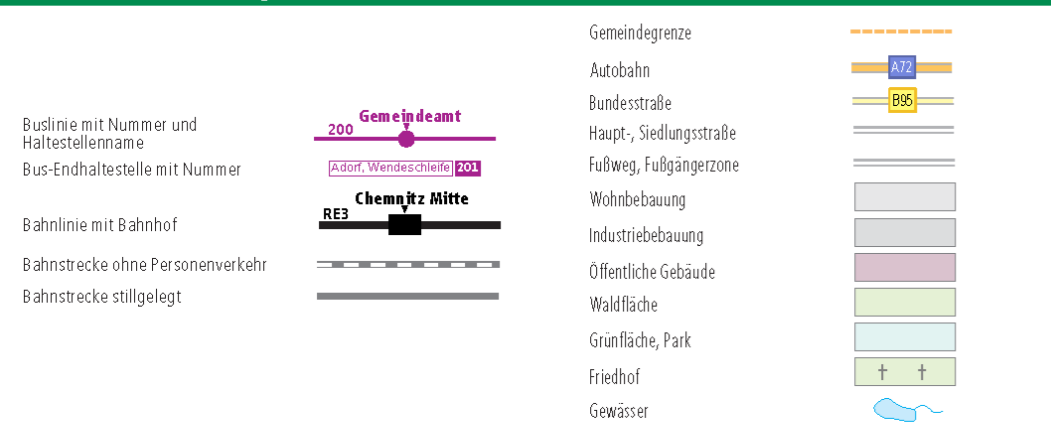 Buslinie mit Nummer und
Haltestellenname
200
Gemeindeamt
Bus-Endhaltestelle mit Nummer
Adorf, Wendeschleife 201
Bahnlinie mit Bahnhof
RE3
Chemnitz Mitte
Bahnstrecke ohne Personenverkehr
Bahnstrecke stillgelegt
Gemeindegrenze
Autobahn
A72
Bundesstraße
B95
Haupt-, Siedlungsstraße
Fußweg, Fußgängerzone
Wohnbebauung
Industriebebauung
Öffentliche Gebäude
Waldfläche
Grünfläche, Park
Friedhof
Gewässer